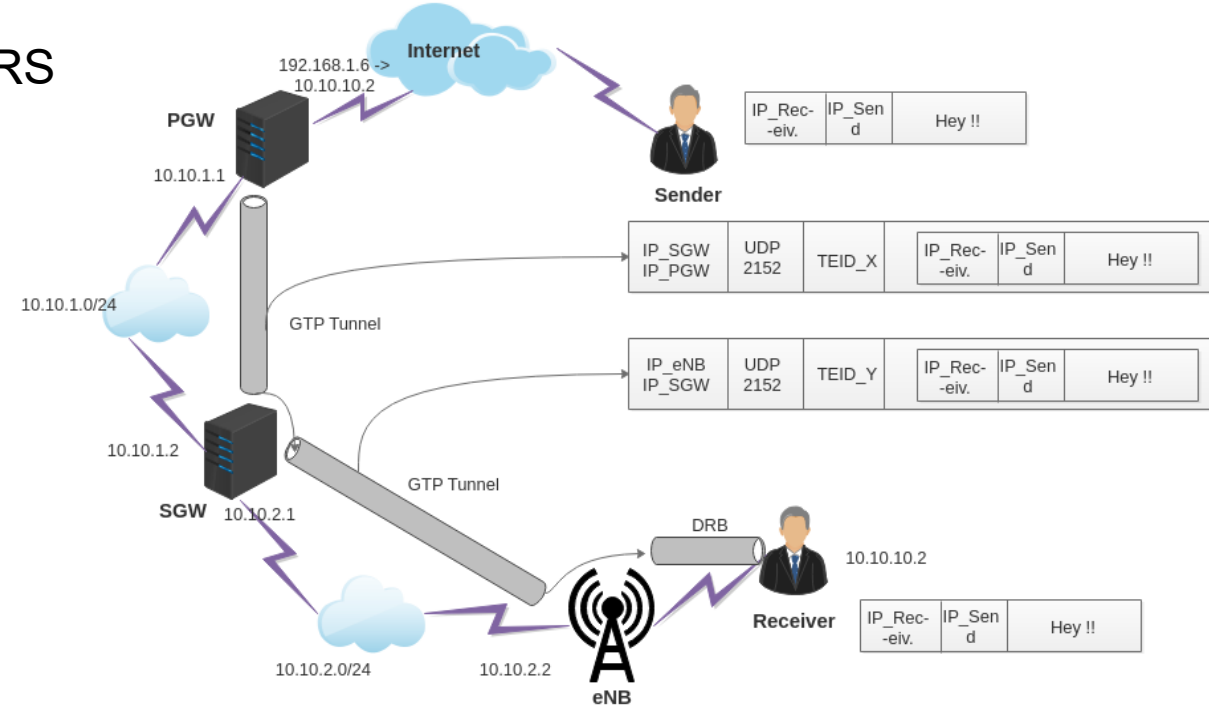 RS
Internet
192.168.1.6 ->
10.10.10.2
PGW
10.10.1.1
Sender
IP_Rec-
-eiv.
IP_Sen
d
Hey !!
IP_SGW
IP_PGW
UDP
2152
TEID_X
IP_Rec-
-eiv.
IP_Sen
d
Hey !!
10.10.1.0/24
GTP Tunnel
IP_eNB
IP_SGW
UDP
2152
TEID_Y
IP_Rec-
-eiv.
IP_Sen
d
Hey !!
10.10.1.2
SGW
10.10.2.1
GTP Tunnel
DRB
10.10.10.2
Receiver
IP_Rec-
-eiv.
IP_Sen
d
Hey !!
10.10.2.0/24
10.10.2.2
eNB